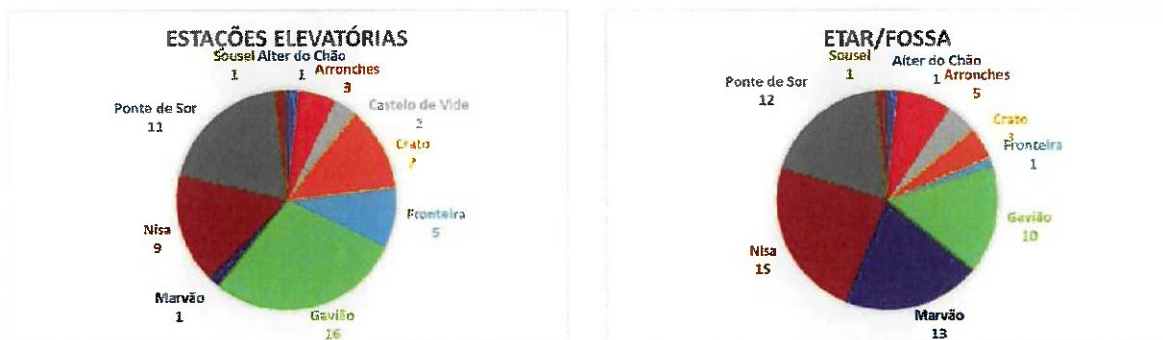 ESTAÇÕES ELEVATÓRIAS
Sousel
1
Alter do Chão
1
Arronches
3
Castelo de Vide
2
Crato
7
Fronteira
5
Gavião
16
Marvão
1
Nisa
9
Ponte de Sor
11
ETAR/FOSSA
Sousel
1
Alter do Chão
1
Arronches
5
Crato
3
Fronteira
1
Gavião
10
Marvão
13
Nisa
15
Ponte de Sor
12